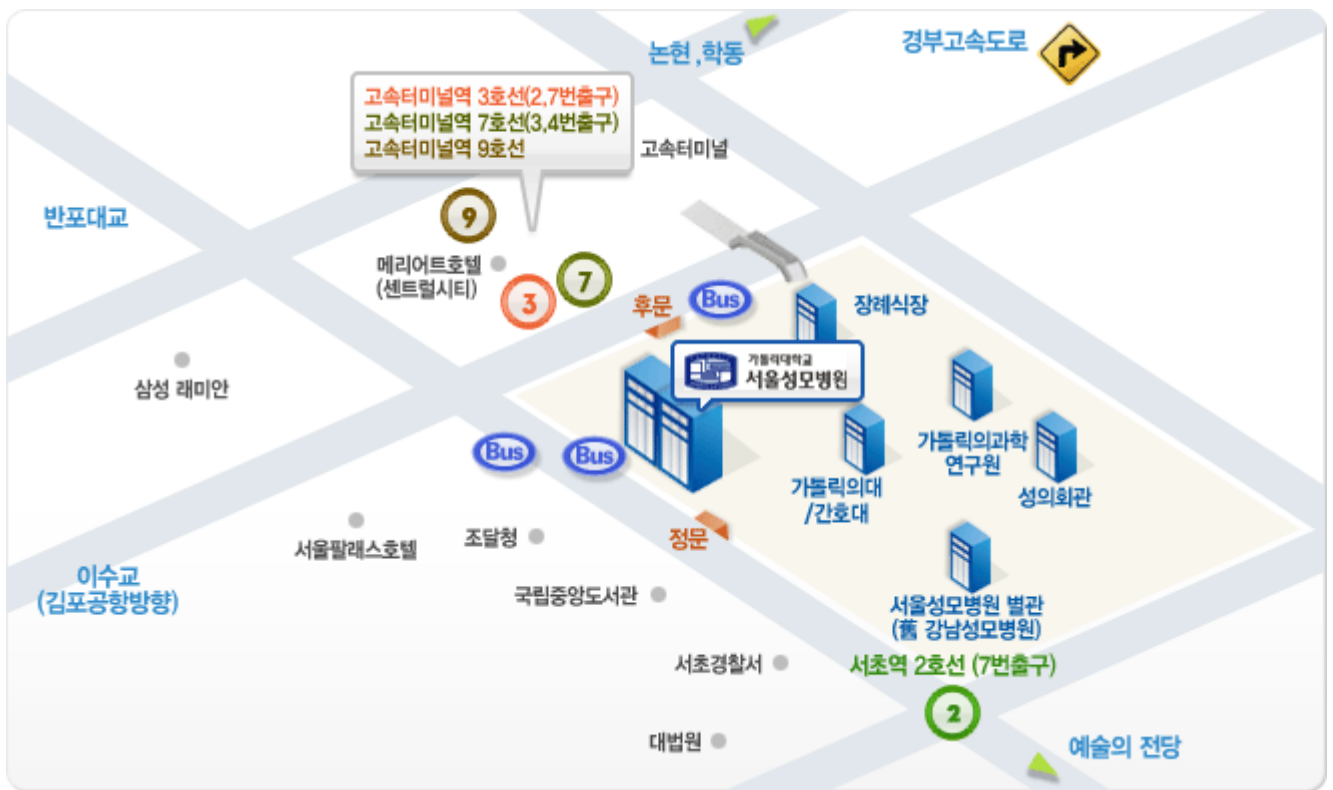 논현 ,학동
경부고속도로
고속터미널역 3호선(2,7번출구)
고속터미널역 7호선(3,4번출구)
고속터미널역 9호선
고속터미널
반포대교
9
메리어트호텔
(센트럴시티)
7
3
후문
Bus
장례식장
가톨릭대학교
서울성모병원
삼성 래미안
가톨릭의과학
연구원
Bus
Bus
가톨릭의대
/간호대
성의회관
서울팔래스호텔
조달청
정문
이수교
(김포공항방향)
국립중앙도서관
서울성모병원 별관
(舊 강남성모병원)
서초경찰서
서초역 2호선 (7번출구)
2
대법원
예술의 전당